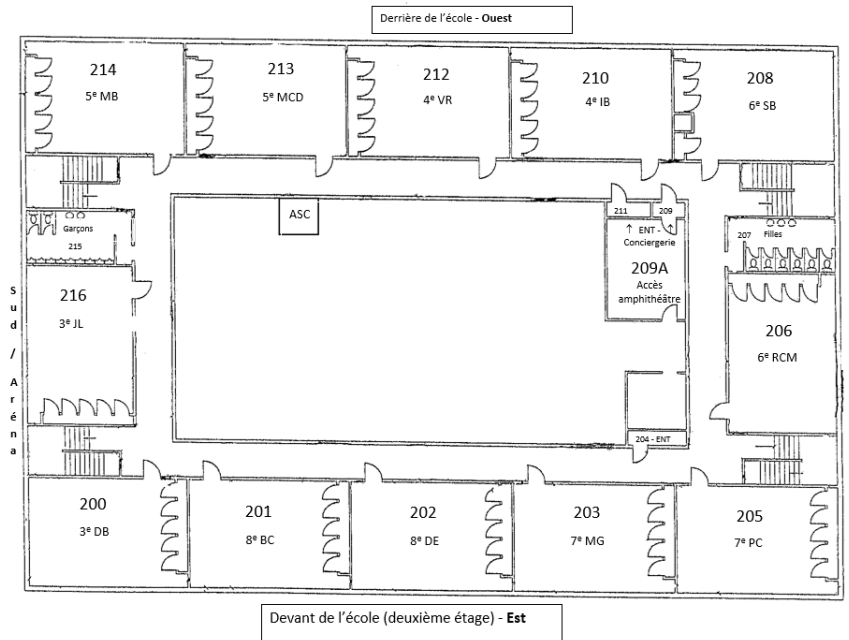 Derrière de l'école - Ouest
214
5e MB
213
5e MCD
212
4e VR
210
4e IB
208
6e SB
ASC
211
209
ENT -
Conciergerie
209A
Accès
amphithéâtre
Garçons
215
207
Filles
216
3e JL
206
6e RCM
Sud / Aréna
204 - ENT
200
3e DB
201
8e BC
202
8e DE
203
7e MG
205
7e PC
Devant de l'école (deuxième étage) - Est